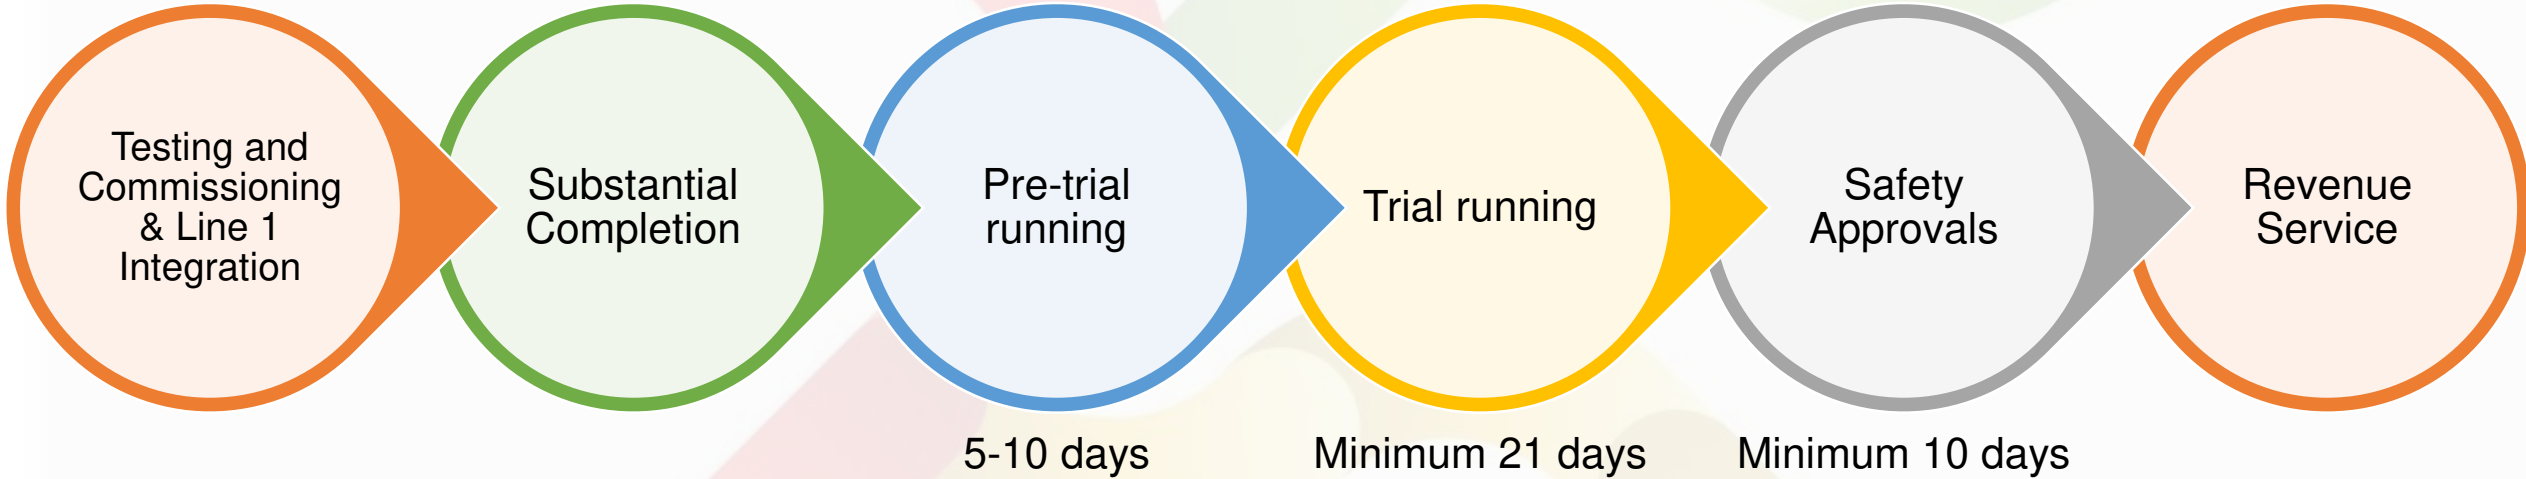 Testing and
Commissioning
& Line 1
Integration
Substantial
Completion
Pre-trial
running
Trial running
Safety
Approvals
Revenue
Service
5-10 days
Minimum 21 days
Minimum 10 days